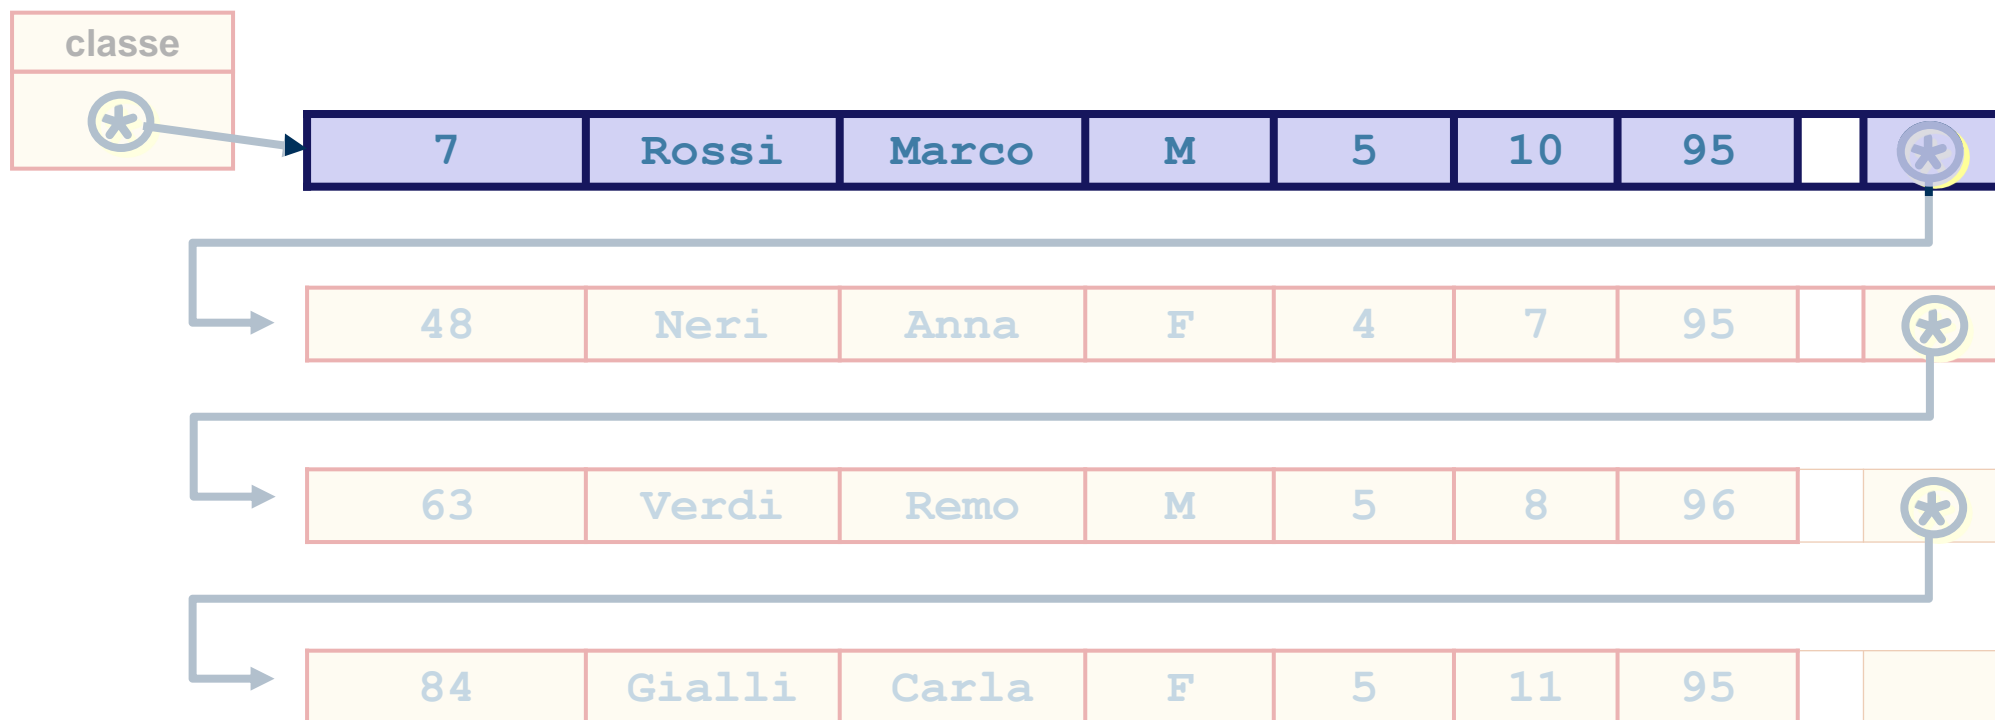 classe
7 Rossi Marco M 5 10 95 *
48 Neri Anna F 4 7 95 *
63 Verdi Remo M 5 8 96 *
84 Gialli Carla F 5 11 95